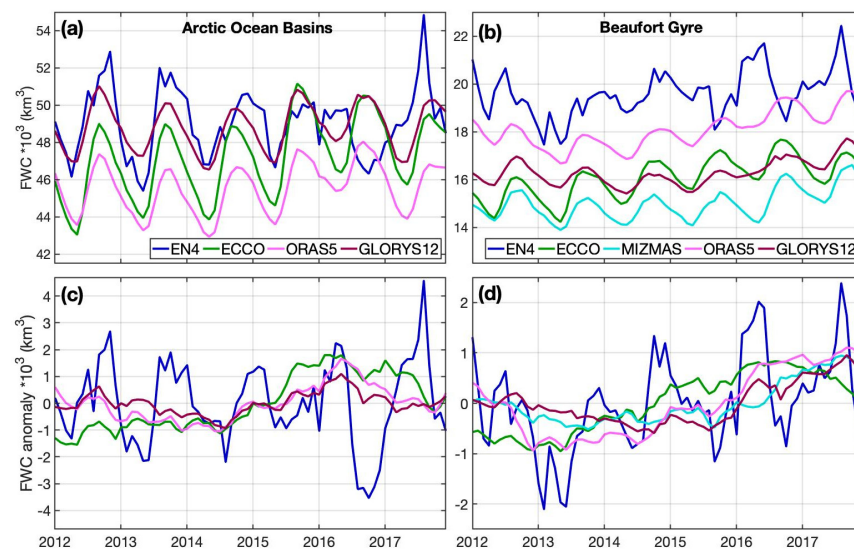 (a) Arctic Ocean Basins
54
52
50
48
46
44
42
FWC *10^3 (km3)
EN4 ECCO ORAS5 GLORYS12
(b) Beaufort Gyre
22
20
18
16
14
EN4 ECCO MIZMAS ORAS5 GLORYS12
(c)
4
3
2
1
0
-1
-2
-3
-4
FWC anomaly *10^3 (km^3)
2012 2013 2014 2015 2016 2017
(d)
2
1
0
-1
-2
2012 2013 2014 2015 2016 2017